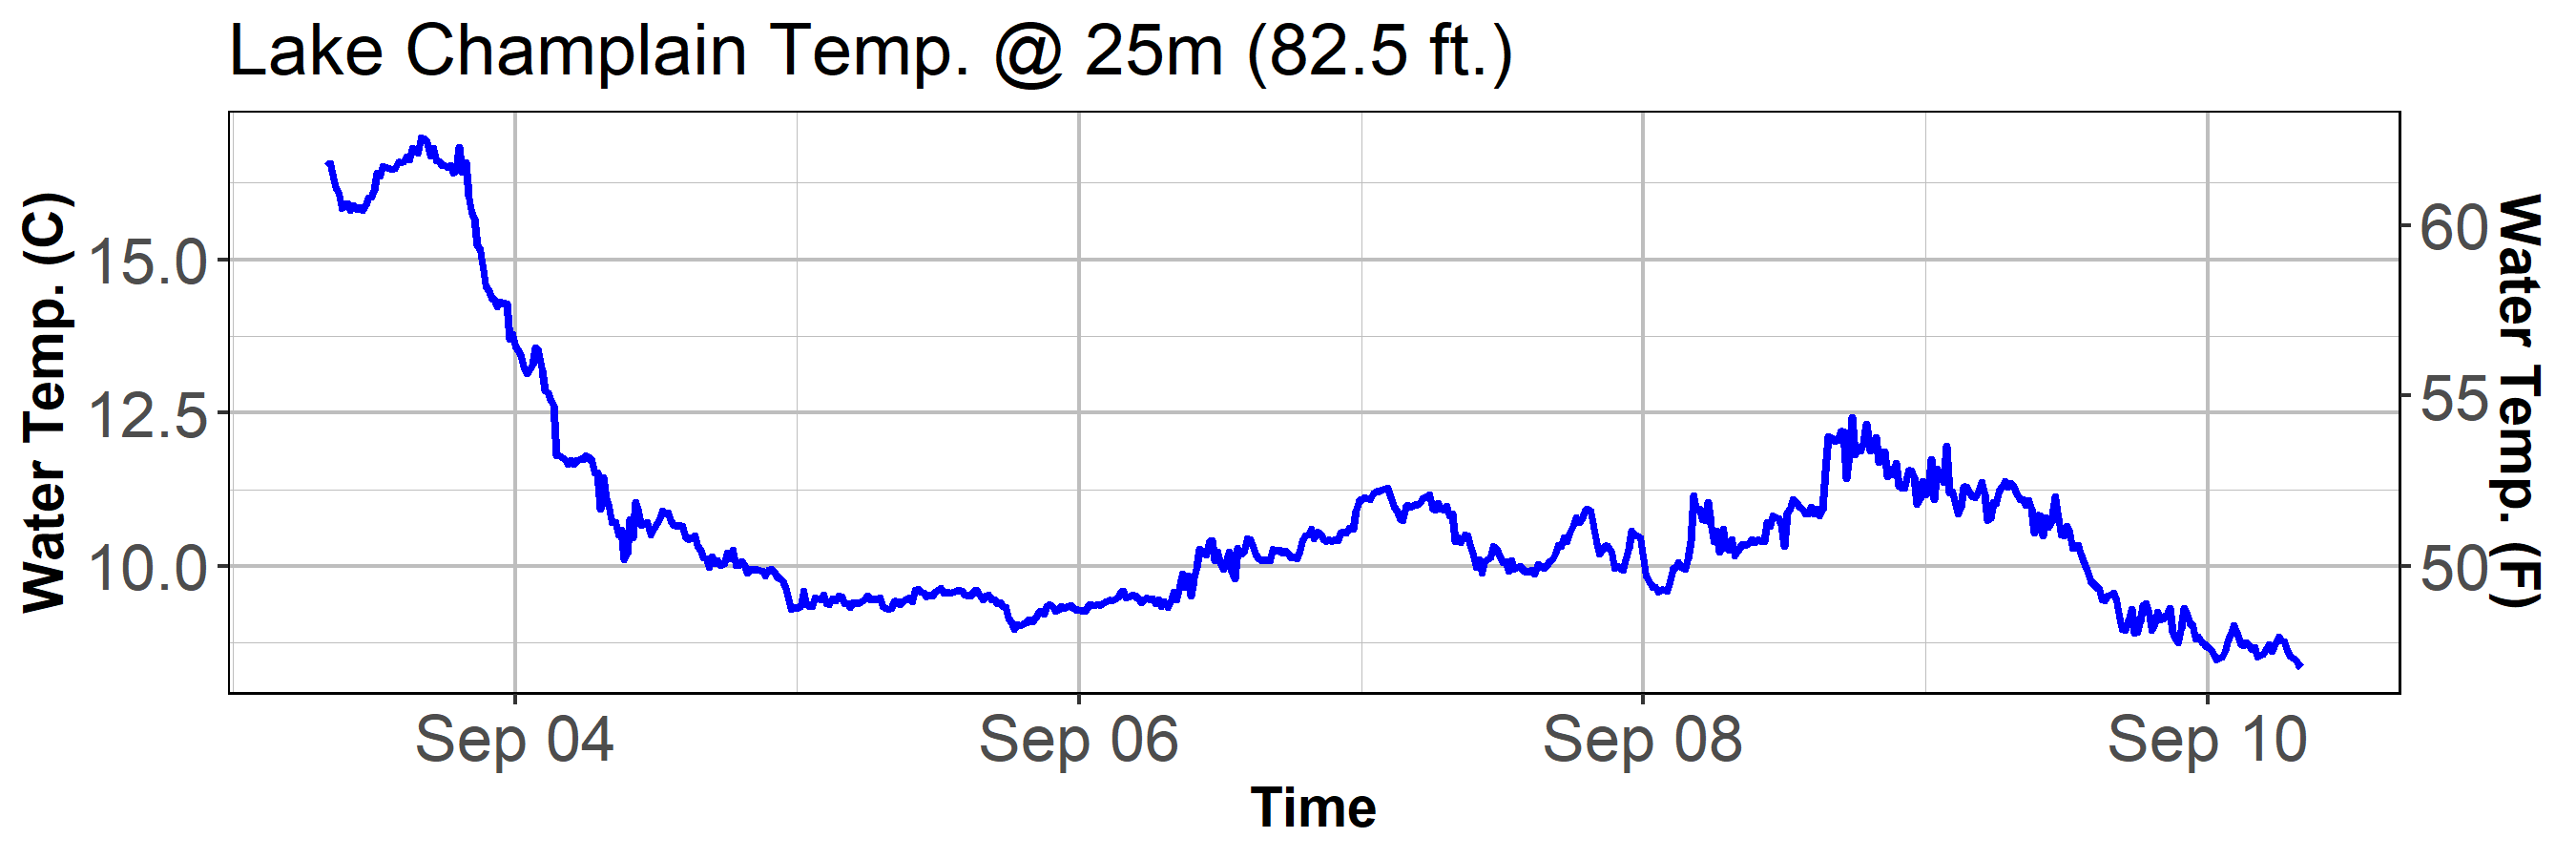 Lake Champlain Temp. @ 25m (82.5 ft.)
Water Temp. (C)
15.0
12.5
10.0
60
55
50
Water Temp. (F)
Sep 04
Sep 06
Sep 08
Sep 10
Time